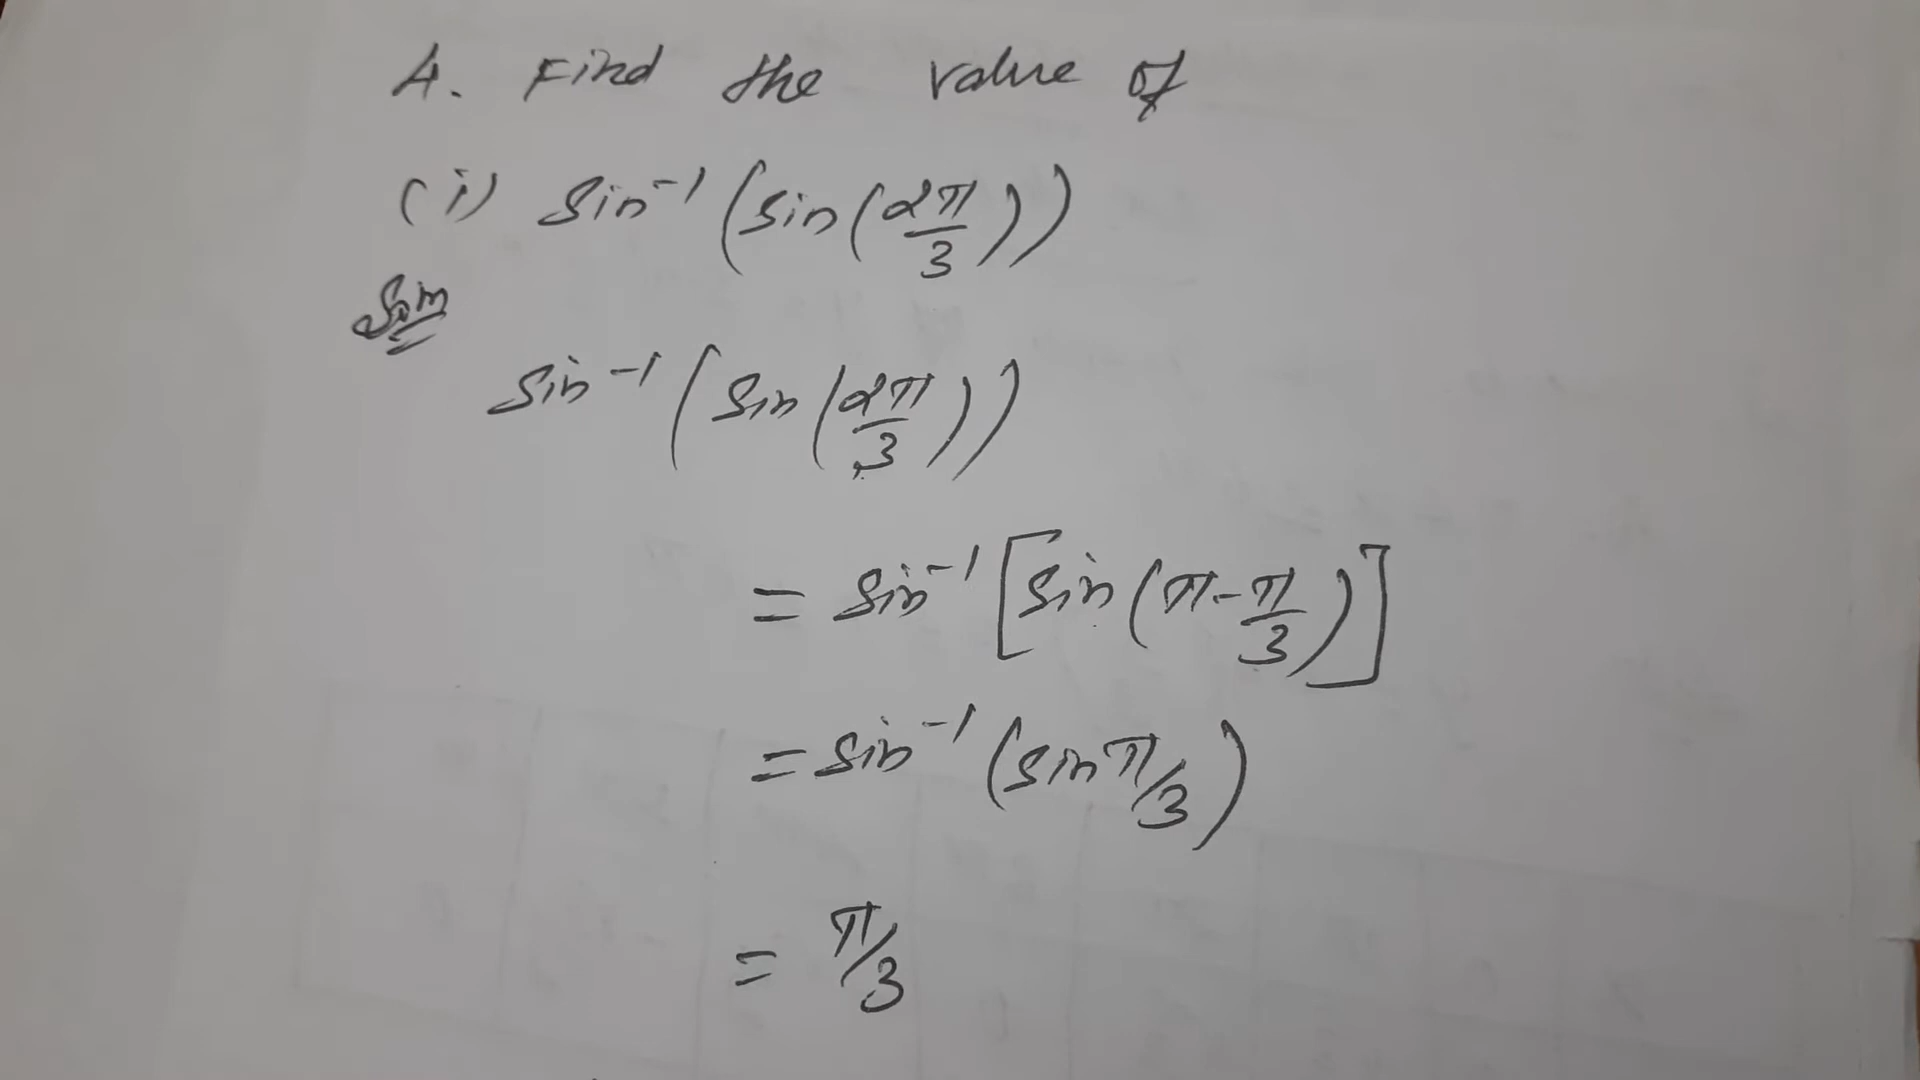 4. Find the value of
(i) sin⁻¹(sin(2π/3))
Soln
sin⁻¹(sin(2π/3))
= sin⁻¹[sin(π-π/3)]
= sin⁻¹(sin π/3)
= π/3